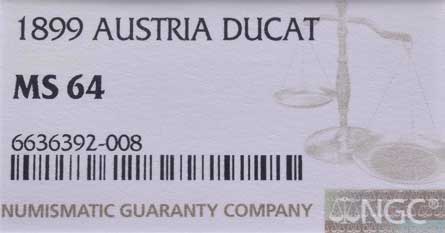 1899 AUSTRIA DUCAT
MS 64
6636392-008
NUMISMATIC GUARANTY COMPANY
NGC®